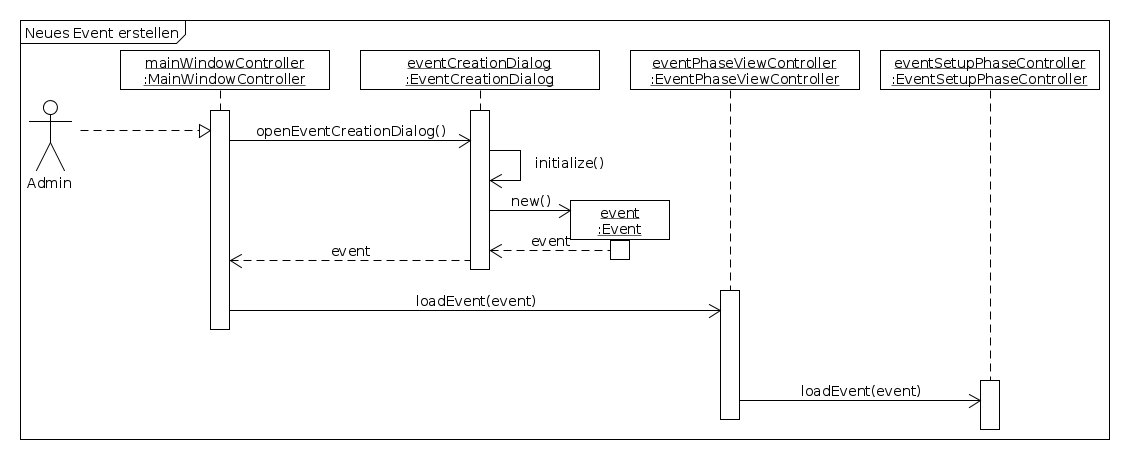 Neues Event erstellen
mainWindowController
:MainWindowController
eventCreationDialog
:EventCreationDialog
eventPhaseViewController
:EventPhaseViewController
eventSetupPhaseController
:EventSetupPhaseController
Admin
openEventCreationDialog()
initialize()
new()
event
:Event
event
event
loadEvent(event)
loadEvent(event)